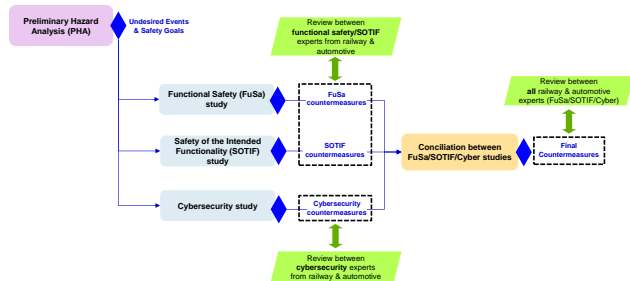 Preliminary Hazard
Analysis (PHA)
Undesired Events
& Safety Goals
Review between
functional safety/SOTIF
experts from railway &
automotive
Review between
all railway & automotive
experts (FuSa/SOTIF/Cyber)
Functional Safety (FuSa)
study
FuSa
countermeasures
Safety of the Intended
Functionality (SOTIF)
study
SOTIF
countermeasures
Conciliation between
FuSa/SOTIF/Cyber studies
Final
Countermeasures
Cybersecurity study
Cybersecurity
countermeasures
Review between
cybersecurity experts
from railway & automotive